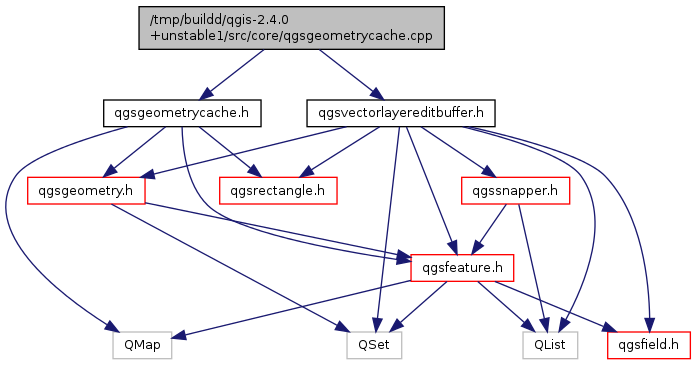 /tmp/buildd/qgis-2.4.0
+unstable1/src/core/qgsgeometrycache.cpp
qgsgeometrycache.h
qgsvectorlayereditbuffer.h
qgsgeometry.h
qgsrectangle.h
qgssnapper.h
qgsfeature.h
QMap
QSet
QList
qgsfield.h